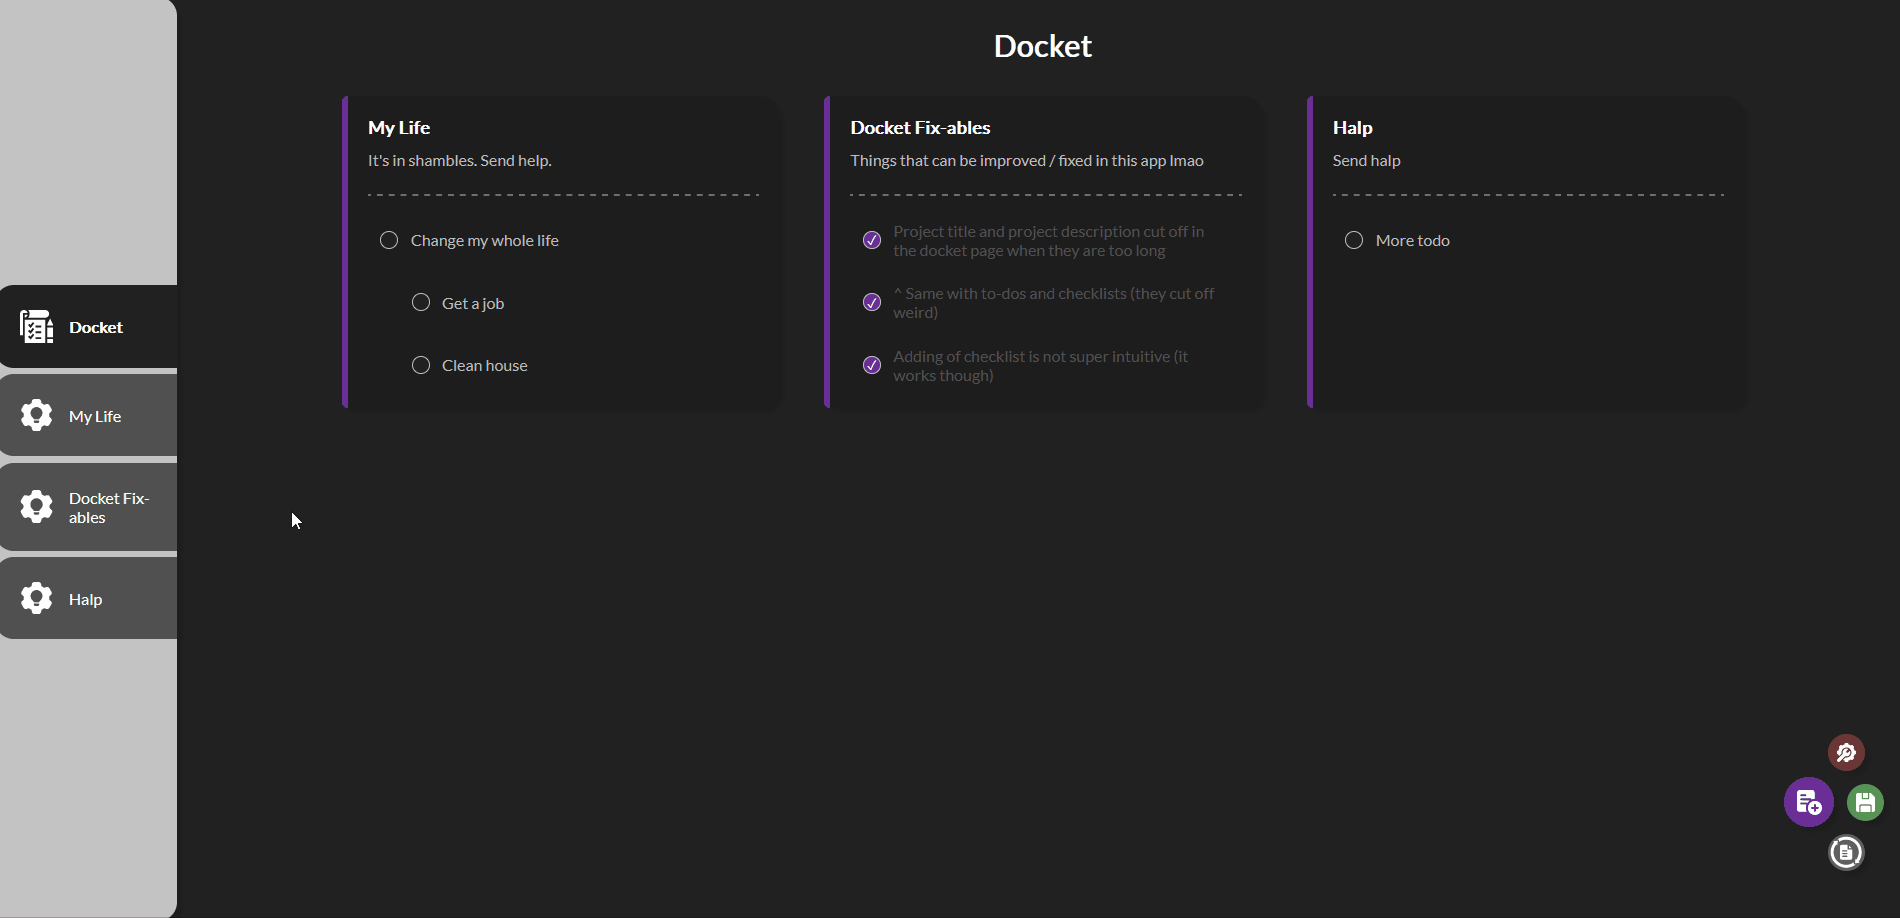 Docket
My Life
Docket Fix-
ables
Halp
Docket
My Life
It's in shambles. Send help.
Change my whole life
Get a job
Clean house
Docket Fix-ables
Things that can be improved / fixed in this app lmao
Project title and project description cut off in
the docket page when they are too long
^ Same with to-dos and checklists (they cut off
weird)
Adding of checklist is not super intuitive (it
works though)
Halp
Send halp
More todo